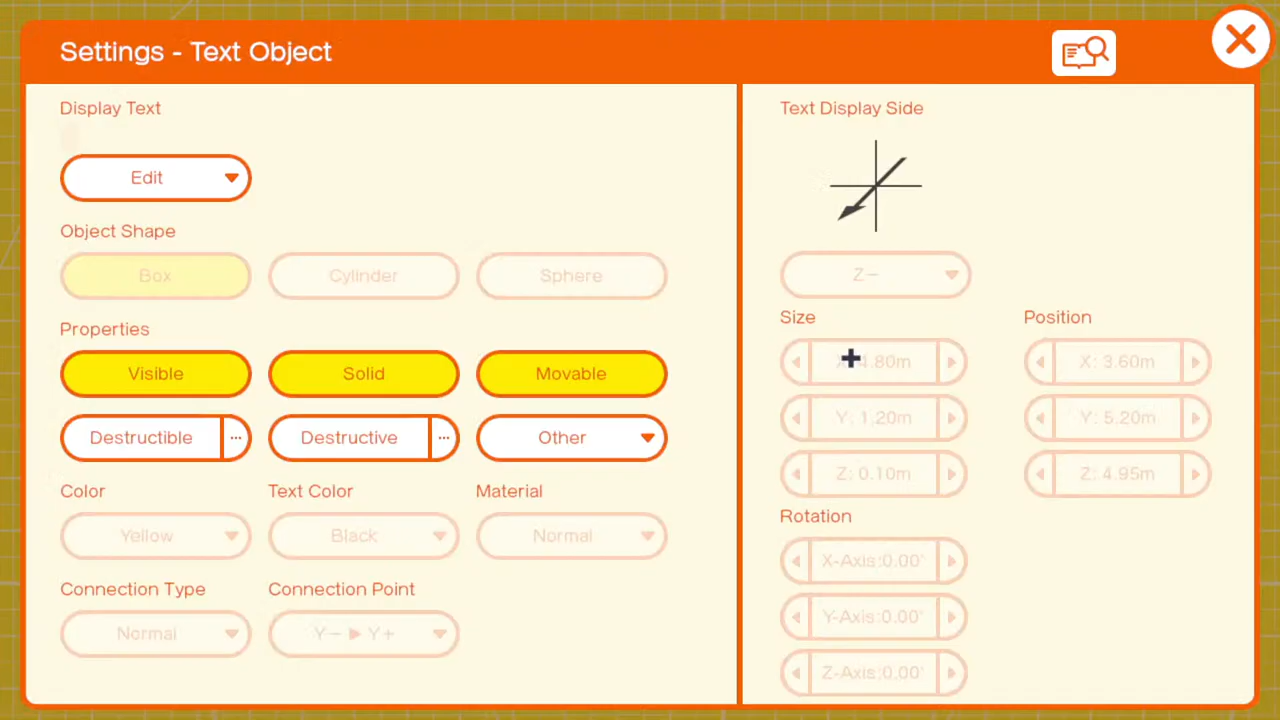 Settings - Text Object
Display Text
Edit
Object Shape
Box Cylinder Sphere
Properties
Visible Solid Movable
Destructible ... Destructive ... Other
Color Text Color Material
Yellow Black Normal
Connection Type Connection Point
Normal Y− ▶ Y+
Text Display Side
Z−
Size Position
4.80m X: 3.60m
Y: 1.20m Y: 5.20m
Z: 0.10m Z: 4.95m
Rotation
X-Axis:0.00°
Y-Axis:0.00°
Z-Axis:0.00°